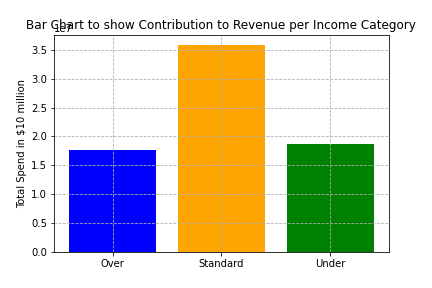 Bar Chart to show Contribution to Revenue per Income Category
1e7
Total Spend in $10 million
3.5
3.0
2.5
2.0
1.5
1.0
0.5
0.0
Over Standard Under